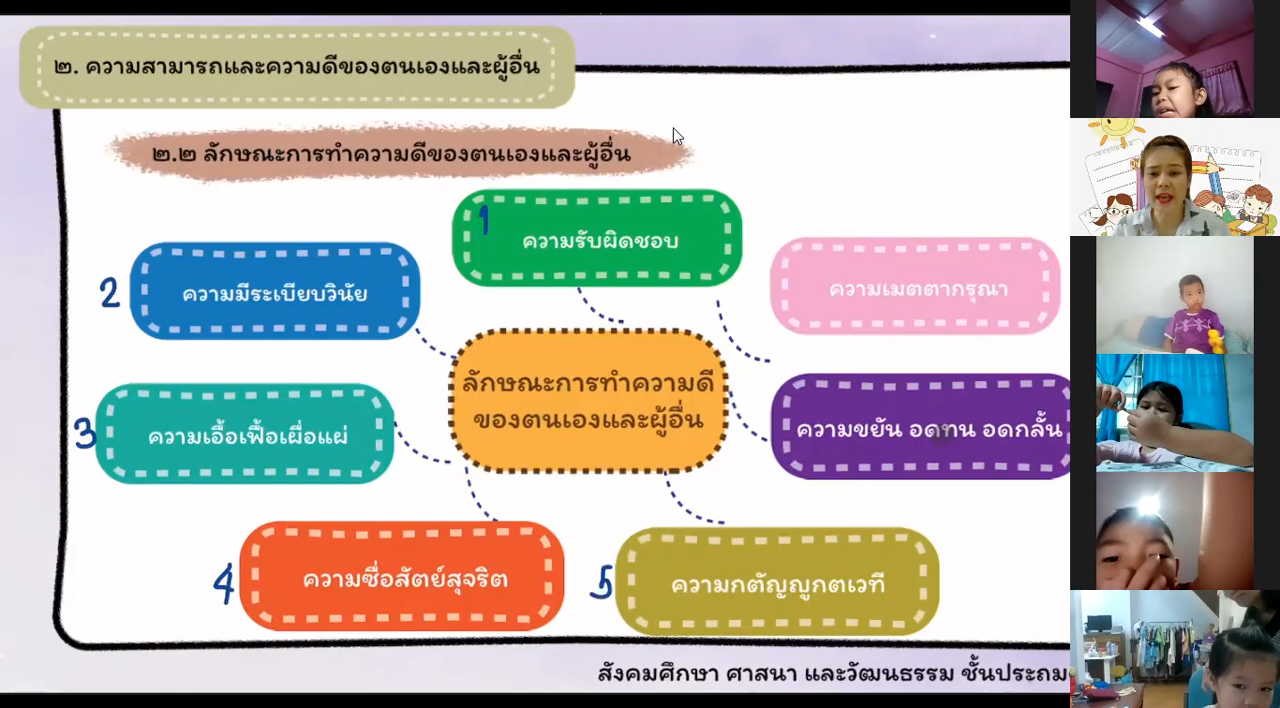 ๒. ความสามารถและความดีของตนเองและผู้อื่น
๒.๒ ลักษณะการทำความดีของตนเองและผู้อื่น
1
ความรับผิดชอบ
2
ความมีระเบียบวินัย
ความเมตตากรุณา
ลักษณะการทำความดี
ของตนเองและผู้อื่น
3
ความเอื้อเฟื้อเผื่อแผ่
ความขยัน อดทน อดกลั้น
4
ความซื่อสัตย์สุจริต
5
ความกตัญญูกตเวที
สังคมศึกษา ศาสนา และวัฒนธรรม ชั้นประถม